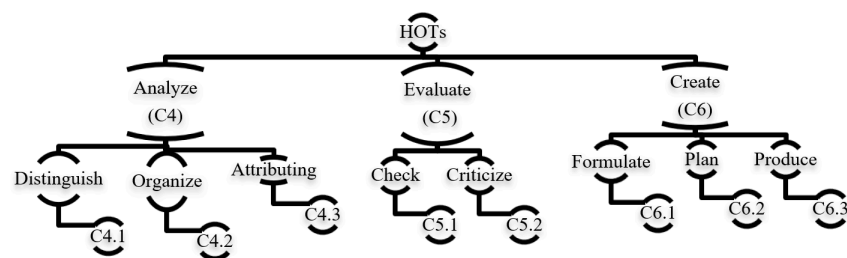 HOTs
Analyze
(C4)
Evaluate
(C5)
Create
(C6)
Distinguish
Organize
Attributing
Check
Criticize
Formulate
Plan
Produce
C4.1
C4.2
C4.3
C5.1
C5.2
C6.1
C6.2
C6.3